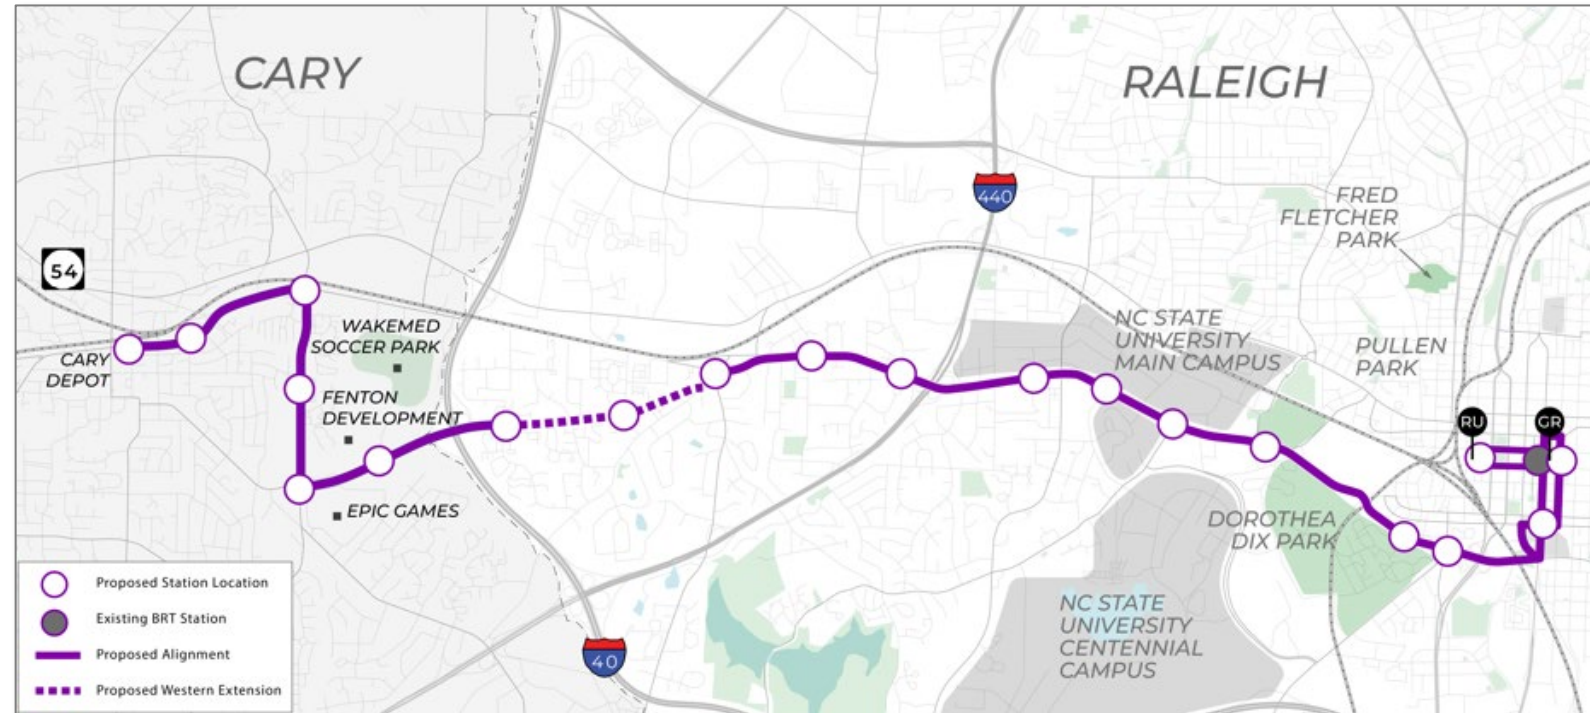 CARY
RALEIGH
440
FRED
FLETCHER
PARK
54
WAKEMED
SOCCER PARK
NC STATE
UNIVERSITY
MAIN CAMPUS
PULLEN
PARK
CARY
DEPOT
FENTON
DEVELOPMENT
RU
GR
EPIC GAMES
DOROTHEA
DIX PARK
NC STATE
UNIVERSITY
CENTENNIAL
CAMPUS
40
Proposed Station Location
Existing BRT Station
Proposed Alignment
Proposed Western Extension